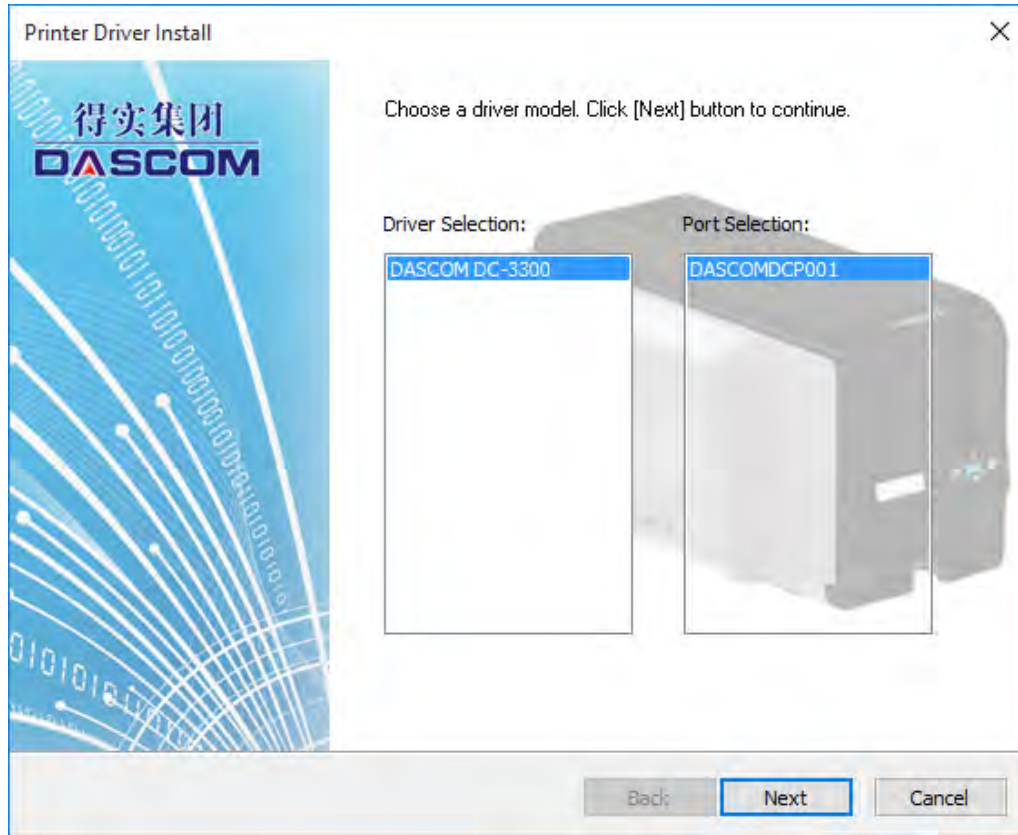 Printer Driver Install
得实集团
DASCOM
Choose a driver model. Click [Next] button to continue.
Driver Selection:
Port Selection:
DASCOM DC-3300
DASCOMDCP001
Back
Next
Cancel